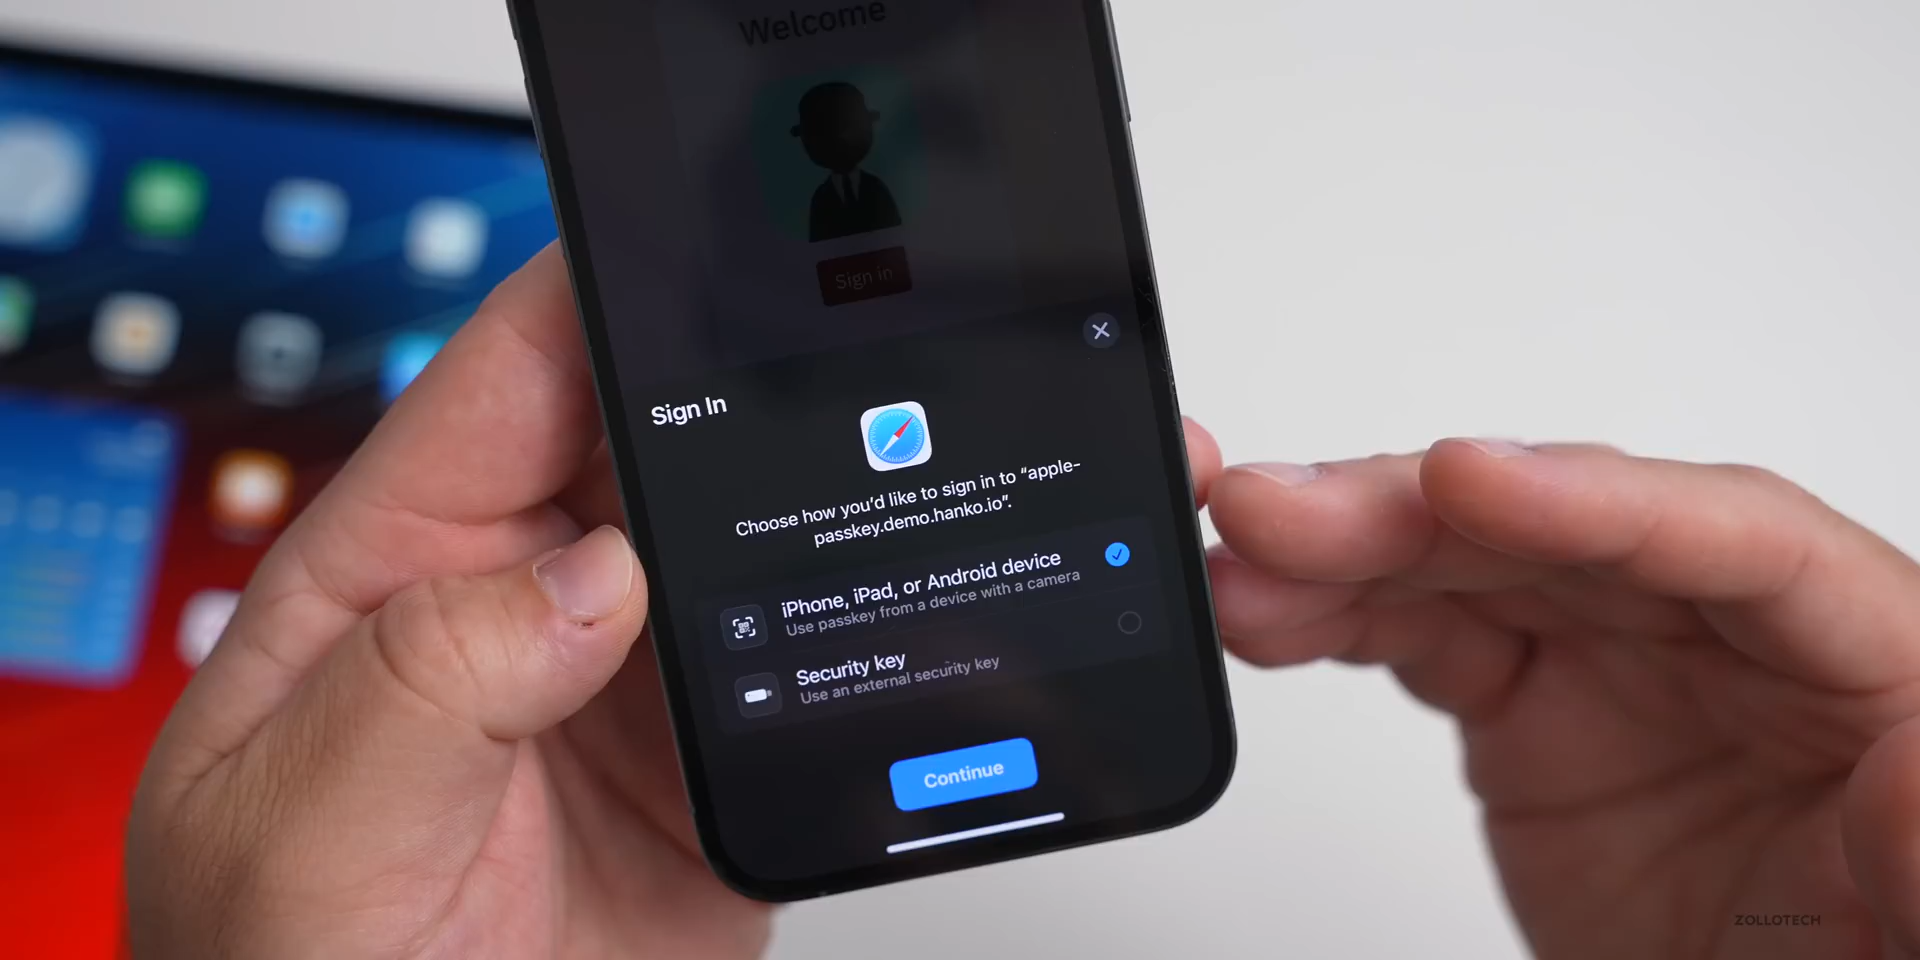 Welcome
Sign in
Sign In
Choose how you'd like to sign in to “apple-
passkey.demo.hanko.io”.
iPhone, iPad, or Android device
Use passkey from a device with a camera
Security key
Use an external security key
Continue
ZOLLOTECH